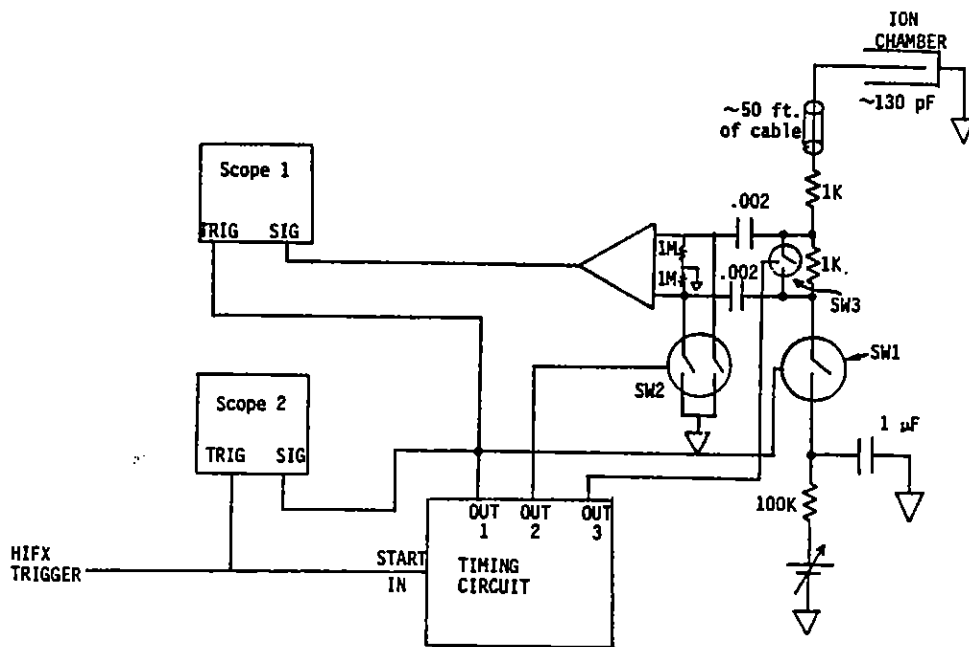 ION
CHAMBER
~130 pF
~50 ft.
of cable
Scope 1
TRIG SIG
1K
.002
1M
1M
.002
1K.
SW3
SW1
SW2
Scope 2
TRIG SIG
1 µF
100K
OUT OUT OUT
1 2 3
HIFX
TRIGGER
START
IN
TIMING
CIRCUIT